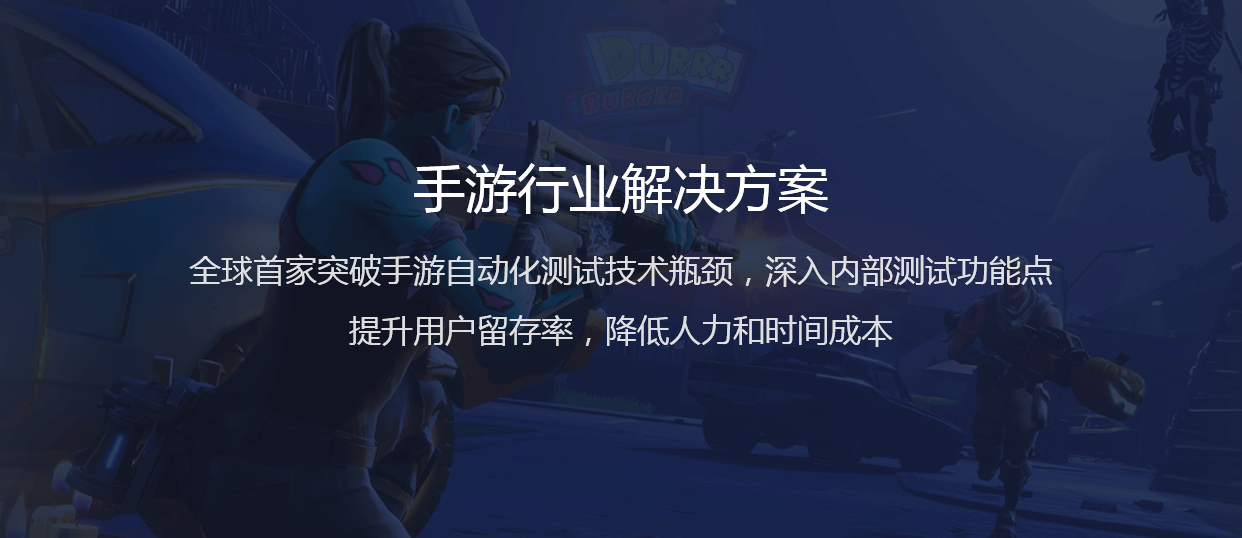 DURRR
BURGER
手游行业解决方案
全球首家突破手游自动化测试技术瓶颈，深入内部测试功能点
提升用户留存率，降低人力和时间成本